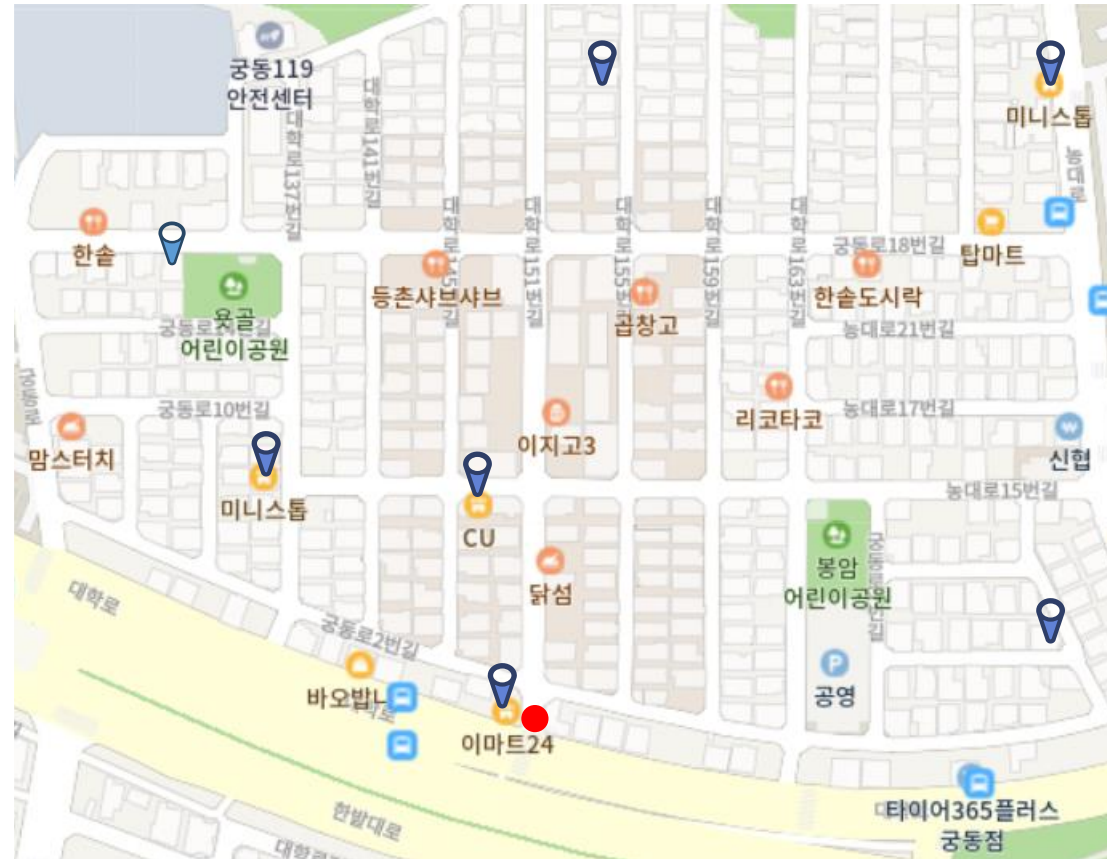 궁동119
안전센터
대학로137번길
대학로141번길
미니스톱
농대로
한솥
대학로145
대학로151번길
대학로155번
대학로159번길
대학로163번길
궁동로18번길
탑마트
등촌샤브샤브
곱창고
한솥도시락
욧골
어린이공원
농대로21번길
궁동로
궁동로10번길
리코타코
농대로17번길
맘스터치
이지고3
신협
미니스톱
농대로15번길
CU
봉암
어린이공원
닭섬
대학로
궁동로2번길
바오밥나
공영
이마트24
타이어365플러스
궁동점
한밭대로